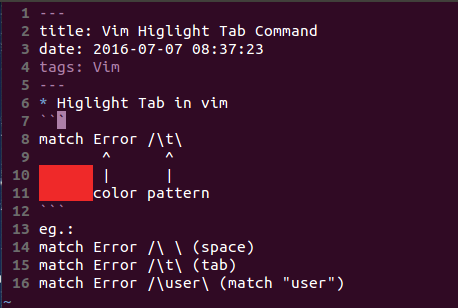 1 ---
2 title: Vim Higlight Tab Command
3 date: 2016-07-07 08:37:23
4 tags: Vim
5 ---
6 * Higlight Tab in vim
7 ```
8 match Error /\t\
9        ^      ^
10       |      |
11      color pattern
12 ```
13 eg.:
14 match Error /\ \ (space)
15 match Error /\t\ (tab)
16 match Error /\user\ (match "user")
~